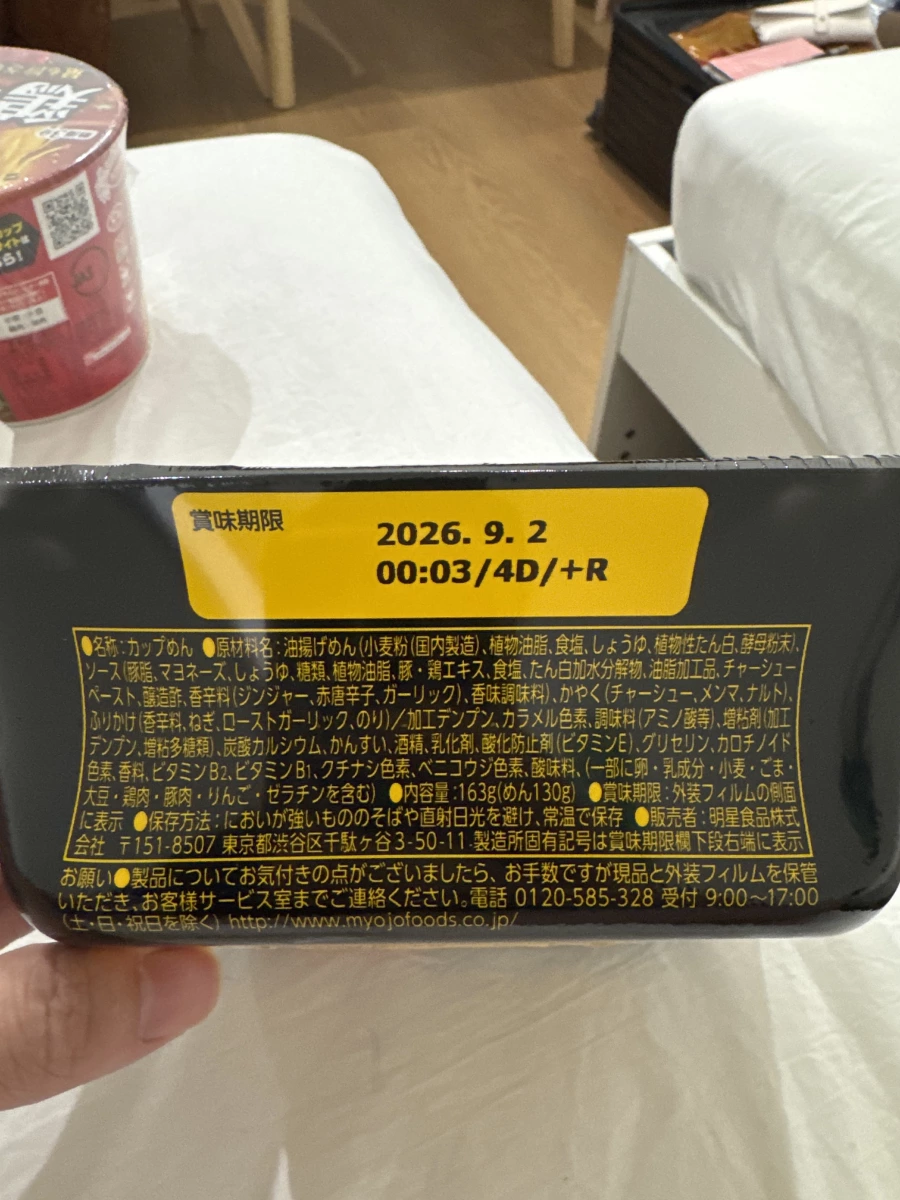 賞味期限
2026. 9. 2
00:03/4D/+R
●名称：カップめん ●原材料名：油揚げめん（小麦粉（国内製造）、植物油脂、食塩、しょうゆ、植物性たん白、酵母粉末）、
ソース（豚脂、マヨネーズ、しょうゆ、糖類、植物油脂、豚・鶏エキス、食塩、たん白加水分解物、油脂加工品、チャーシュー
ペースト、醸造酢、香辛料（ジンジャー、赤唐辛子、ガーリック）、香味調味料）、かやく（チャーシュー、メンマ、ナルト）、
ふりかけ（香辛料、ねぎ、ローストガーリック、のり）／加工デンプン、カラメル色素、調味料（アミノ酸等）、増粘剤（加工
デンプン、増粘多糖類）、炭酸カルシウム、かんすい、酒精、乳化剤、酸化防止剤（ビタミンE）、グリセリン、カロチノイド
色素、香料、ビタミンB₂、ビタミンB₁、クチナシ色素、ベニコウジ色素、酸味料、（一部に卵・乳成分・小麦・ごま・
大豆・鶏肉・豚肉・りんご・ゼラチンを含む） ●内容量：163g（めん130g） ●賞味期限：外装フィルムの側面
に表示 ●保存方法：においが強いもののそばや直射日光を避け、常温で保存 ●販売者：明星食品株式
会社 〒151-8507 東京都渋谷区千駄ヶ谷3-50-11 製造所固有記号は賞味期限欄下段右端に表示
お願い●製品についてお気付きの点がございましたら、お手数ですが現品と外装フィルムを保管
いただき、お客様サービス室までご連絡ください。電話 0120-585-328 受付 9:00～17:00
（土・日・祝日を除く） http://www.myojofoods.co.jp/